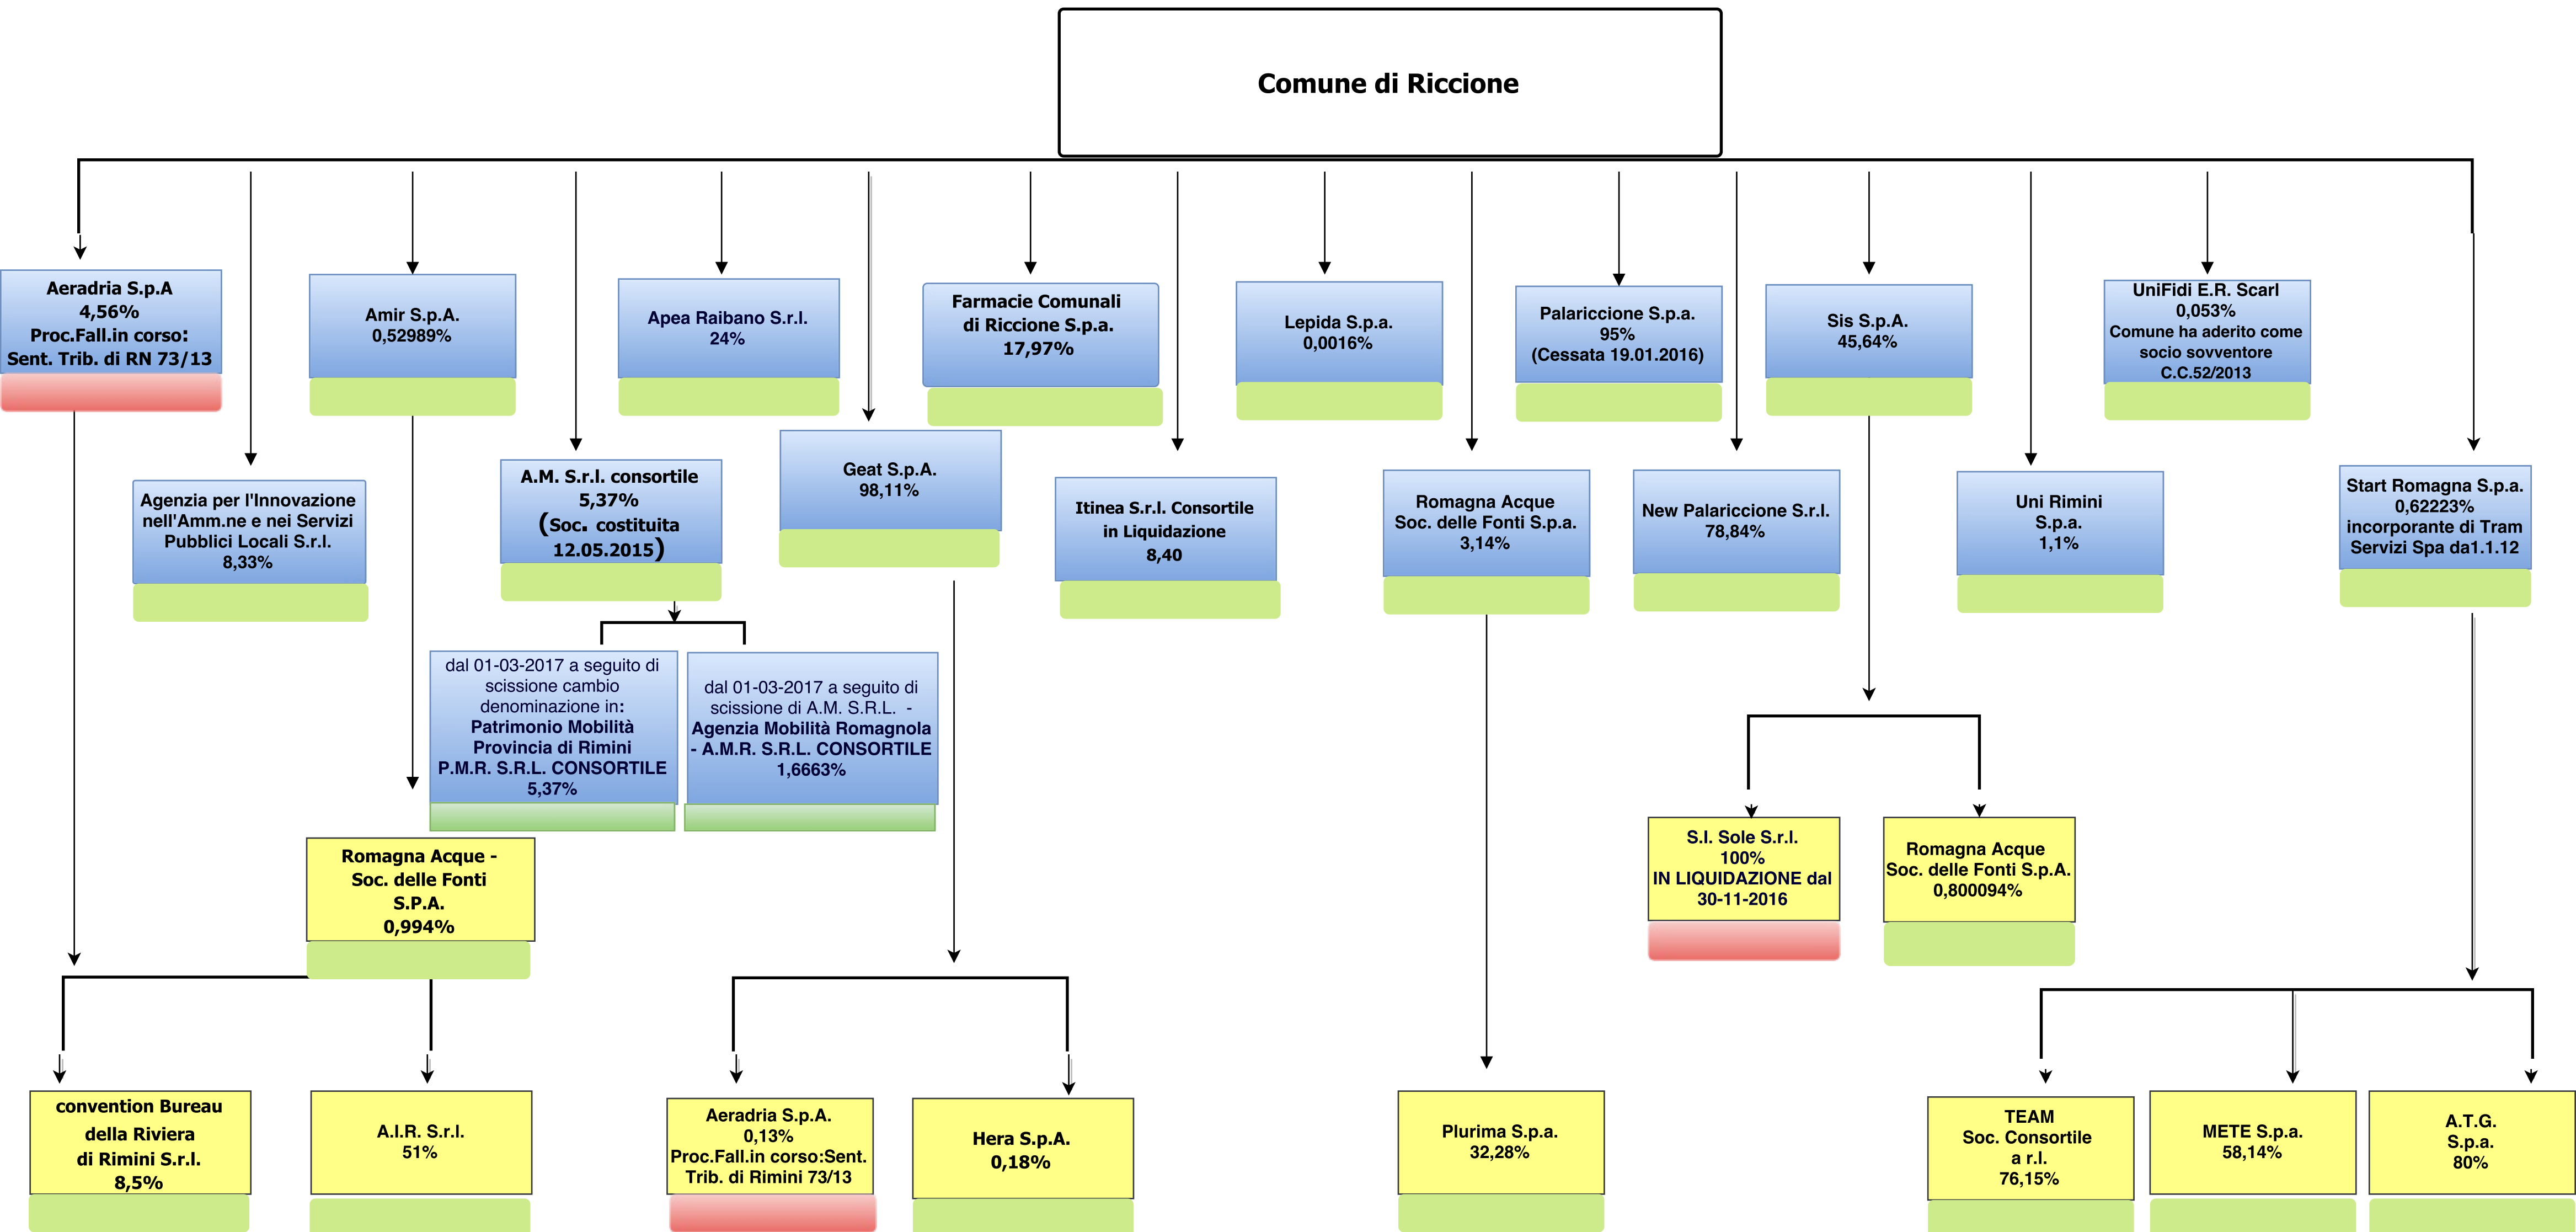 Comune di Riccione
Aeradria S.p.A
4,56%
Proc.Fall.in corso:
Sent. Trib. di RN 73/13
Amir S.p.A.
0,52989%
Apea Raibano S.r.l.
24%
Farmacie Comunali
di Riccione S.p.a.
17,97%
Lepida S.p.a.
0,0016%
Palariccione S.p.a.
95%
(Cessata 19.01.2016)
Sis S.p.A.
45,64%
UniFidi E.R. Scarl
0,053%
Comune ha aderito come
socio sovventore
C.C.52/2013
Agenzia per l'Innovazione
nell'Amm.ne e nei Servizi
Pubblici Locali S.r.l.
8,33%
A.M. S.r.l. consortile
5,37%
(Soc. costituita
12.05.2015)
Geat S.p.A.
98,11%
Itinea S.r.l. Consortile
in Liquidazione
8,40
Romagna Acque
Soc. delle Fonti S.p.a.
3,14%
New Palariccione S.r.l.
78,84%
Uni Rimini
S.p.a.
1,1%
Start Romagna S.p.a.
0,62223%
incorporante di Tram
Servizi Spa da1.1.12
dal 01-03-2017 a seguito di
scissione cambio
denominazione in:
Patrimonio Mobilità
Provincia di Rimini
P.M.R. S.R.L. CONSORTILE
5,37%
dal 01-03-2017 a seguito di
scissione di A.M. S.R.L. -
Agenzia Mobilità Romagnola
- A.M.R. S.R.L. CONSORTILE
1,6663%
Romagna Acque -
Soc. delle Fonti
S.P.A.
0,994%
S.I. Sole S.r.l.
100%
IN LIQUIDAZIONE dal
30-11-2016
Romagna Acque
Soc. delle Fonti S.p.A.
0,800094%
convention Bureau
della Riviera
di Rimini S.r.l.
8,5%
A.I.R. S.r.l.
51%
Aeradria S.p.A.
0,13%
Proc.Fall.in corso:Sent.
Trib. di Rimini 73/13
Hera S.p.A.
0,18%
Plurima S.p.a.
32,28%
TEAM
Soc. Consortile
a r.l.
76,15%
METE S.p.a.
58,14%
A.T.G.
S.p.a.
80%